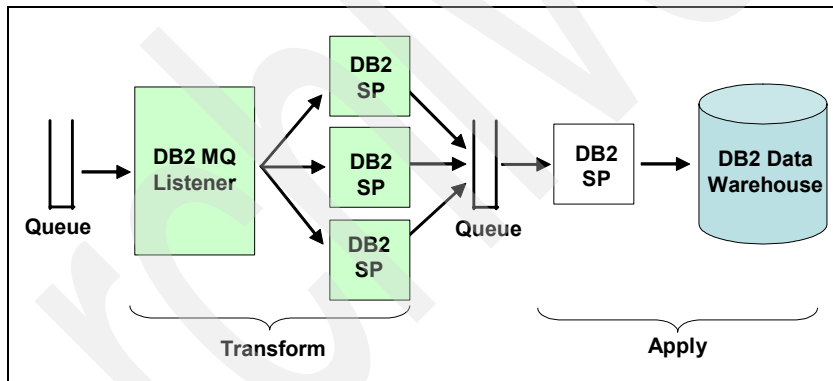 Queue
DB2 MQ
Listener
DB2
SP
DB2
SP
DB2
SP
Queue
DB2
SP
DB2 Data
Warehouse
Transform
Apply